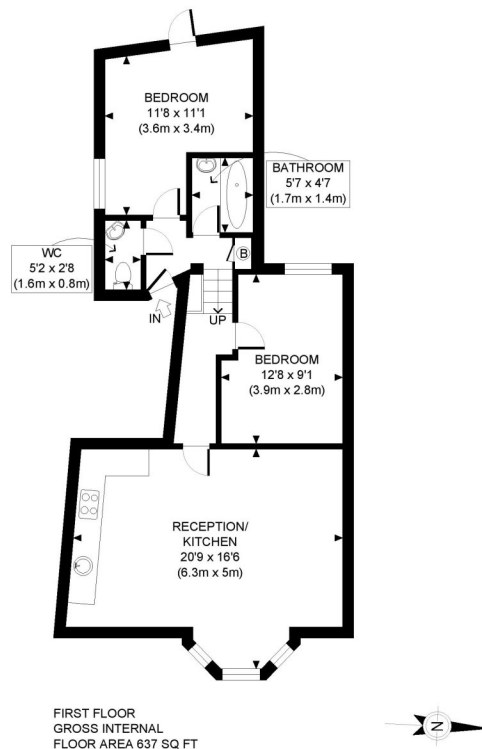 BEDROOM
11'8 x 11'1
(3.6m x 3.4m)
BATHROOM
5'7 x 4'7
(1.7m x 1.4m)
WC
5'2 x 2'8
(1.6m x 0.8m)
B
IN
UP
BEDROOM
12'8 x 9'1
(3.9m x 2.8m)
RECEPTION/
KITCHEN
20'9 x 16'6
(6.3m x 5m)
FIRST FLOOR
GROSS INTERNAL
FLOOR AREA 637 SQ FT
N